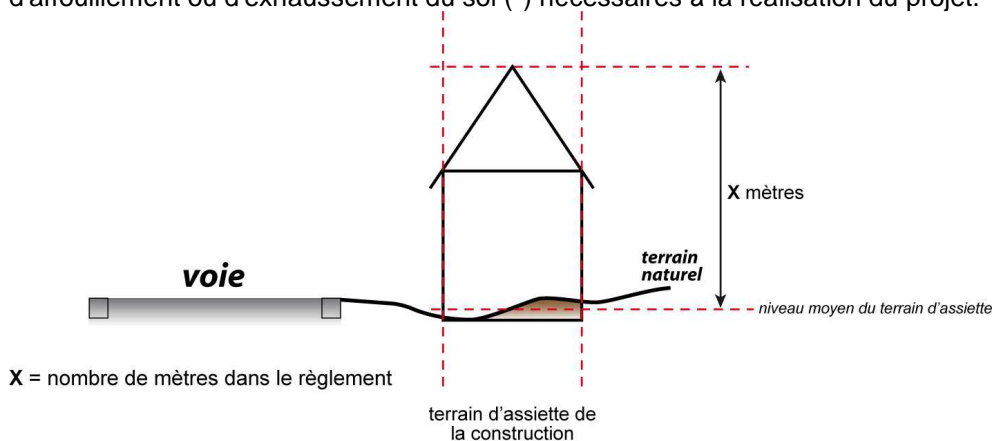 d'affouillement ou d'exhaussement du sol (*) nécessaires à la réalisation du projet.
X mètres
terrain
naturel
voie
niveau moyen du terrain d'assiette
X = nombre de mètres dans le règlement
terrain d'assiette de
la construction